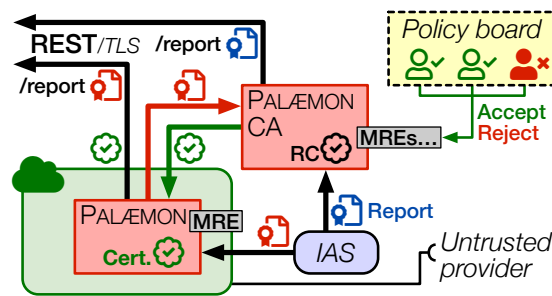 REST/TLS
/report
/report
Policy board
Accept
Reject
PALÆMON
CA
RC
MREs...
PALÆMON
MRE
Cert.
Report
IAS
Untrusted
provider